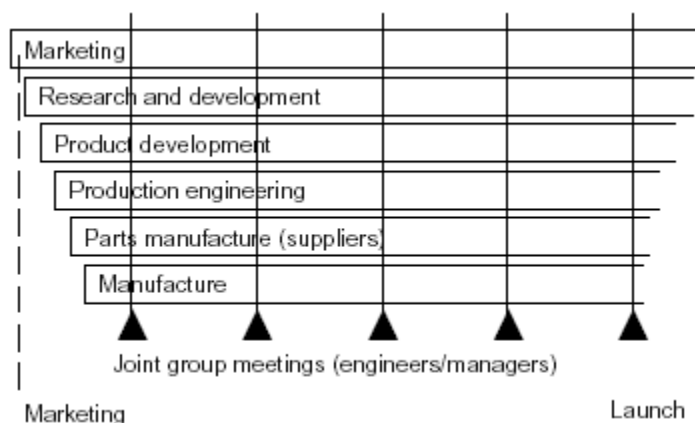 Marketing
Research and development
Product development
Production engineering
Parts manufacture (suppliers)
Manufacture
Joint group meetings (engineers/managers)
Marketing
Launch